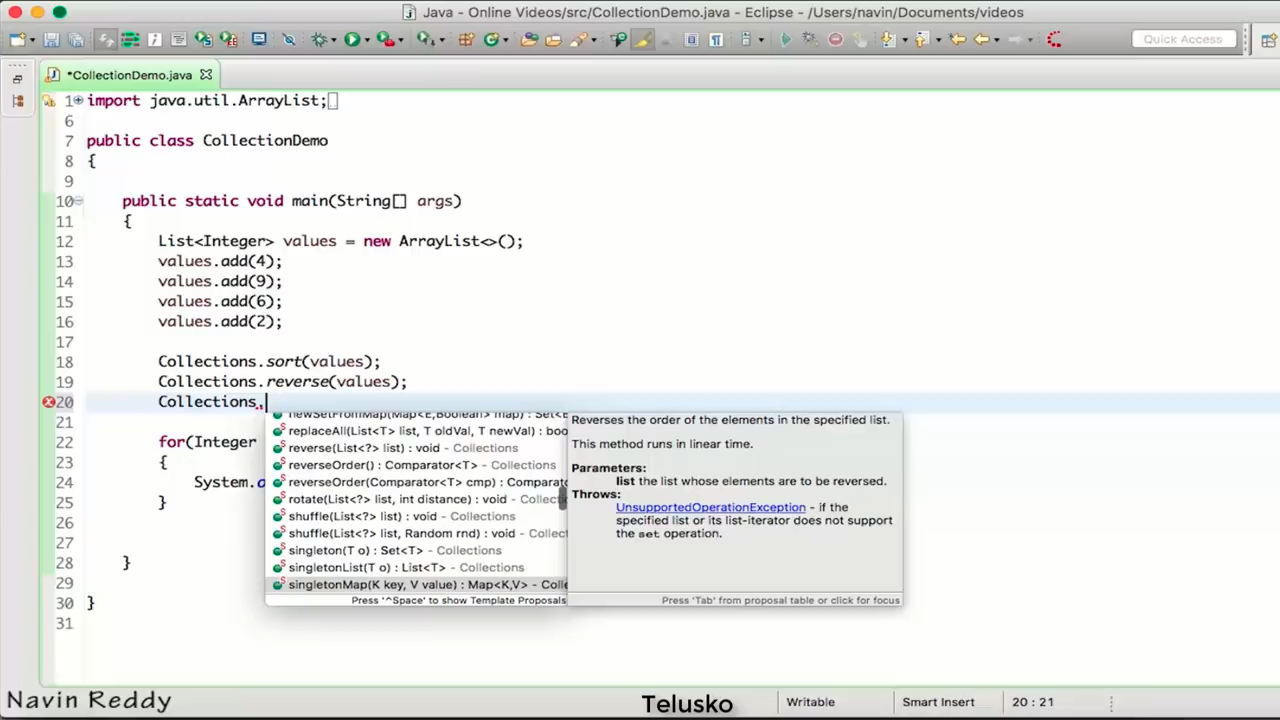 Java - Online Videos/src/CollectionDemo.java - Eclipse - /Users/navin/Documents/videos
Quick Access
*CollectionDemo.java
1 import java.util.ArrayList;
6
7 public class CollectionDemo
8 {
9
10 public static void main(String[] args)
11 {
12 List<Integer> values = new ArrayList<>();
13 values.add(4);
14 values.add(9);
15 values.add(6);
16 values.add(2);
17
18 Collections.sort(values);
19 Collections.reverse(values);
20 Collections.
21
22 for(Integer
23 {
24 System.o
25 }
26
27
28 }
29
30 }
31
newSetFromMap(Map<E,Boolean> map) : Set<E
replaceAll(List<T> list, T oldVal, T newVal) : boo
reverse(List<?> list) : void - Collections
reverseOrder() : Comparator<T> - Collections
reverseOrder(Comparator<T> cmp) : Compara
rotate(List<?> list, int distance) : void - Collecti
shuffle(List<?> list) : void - Collections
shuffle(List<?> list, Random rnd) : void - Collec
singleton(T o) : Set<T> - Collections
singletonList(T o) : List<T> - Collections
singletonMap(K key, V value) : Map<K,V> - Colle
Press '^Space' to show Template Proposals
Reverses the order of the elements in the specified list.
This method runs in linear time.
Parameters:
list the list whose elements are to be reversed.
Throws:
UnsupportedOperationException - if the
specified list or its list-iterator does not support
the set operation.
Press 'Tab' from proposal table or click for focus
Navin Reddy
Telusko
Writable
Smart Insert
20 : 21